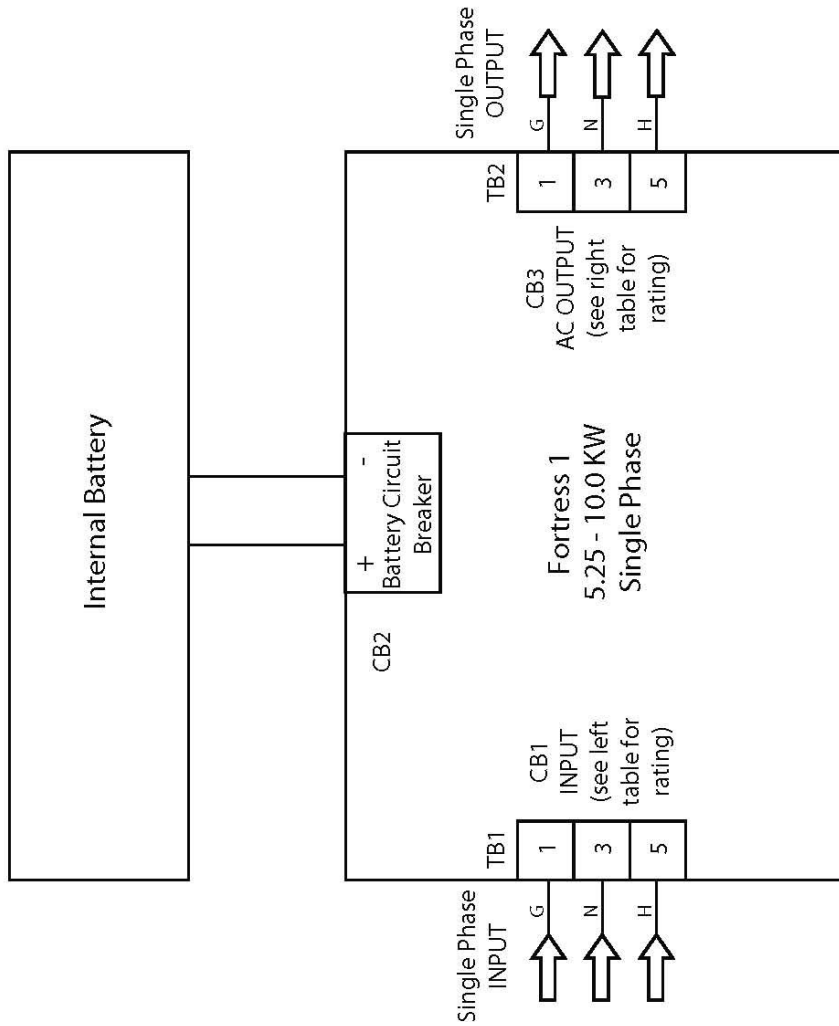 Internal Battery
+ -
Battery Circuit
Breaker
CB2
Single Phase
INPUT
G
N
H
TB1
1
3
5
CB1
INPUT
(see left
table for
rating)
Fortress 1
5.25 - 10.0 KW
Single Phase
CB3
AC OUTPUT
(see right
table for
rating)
TB2
1
3
5
Single Phase
OUTPUT
G
N
H